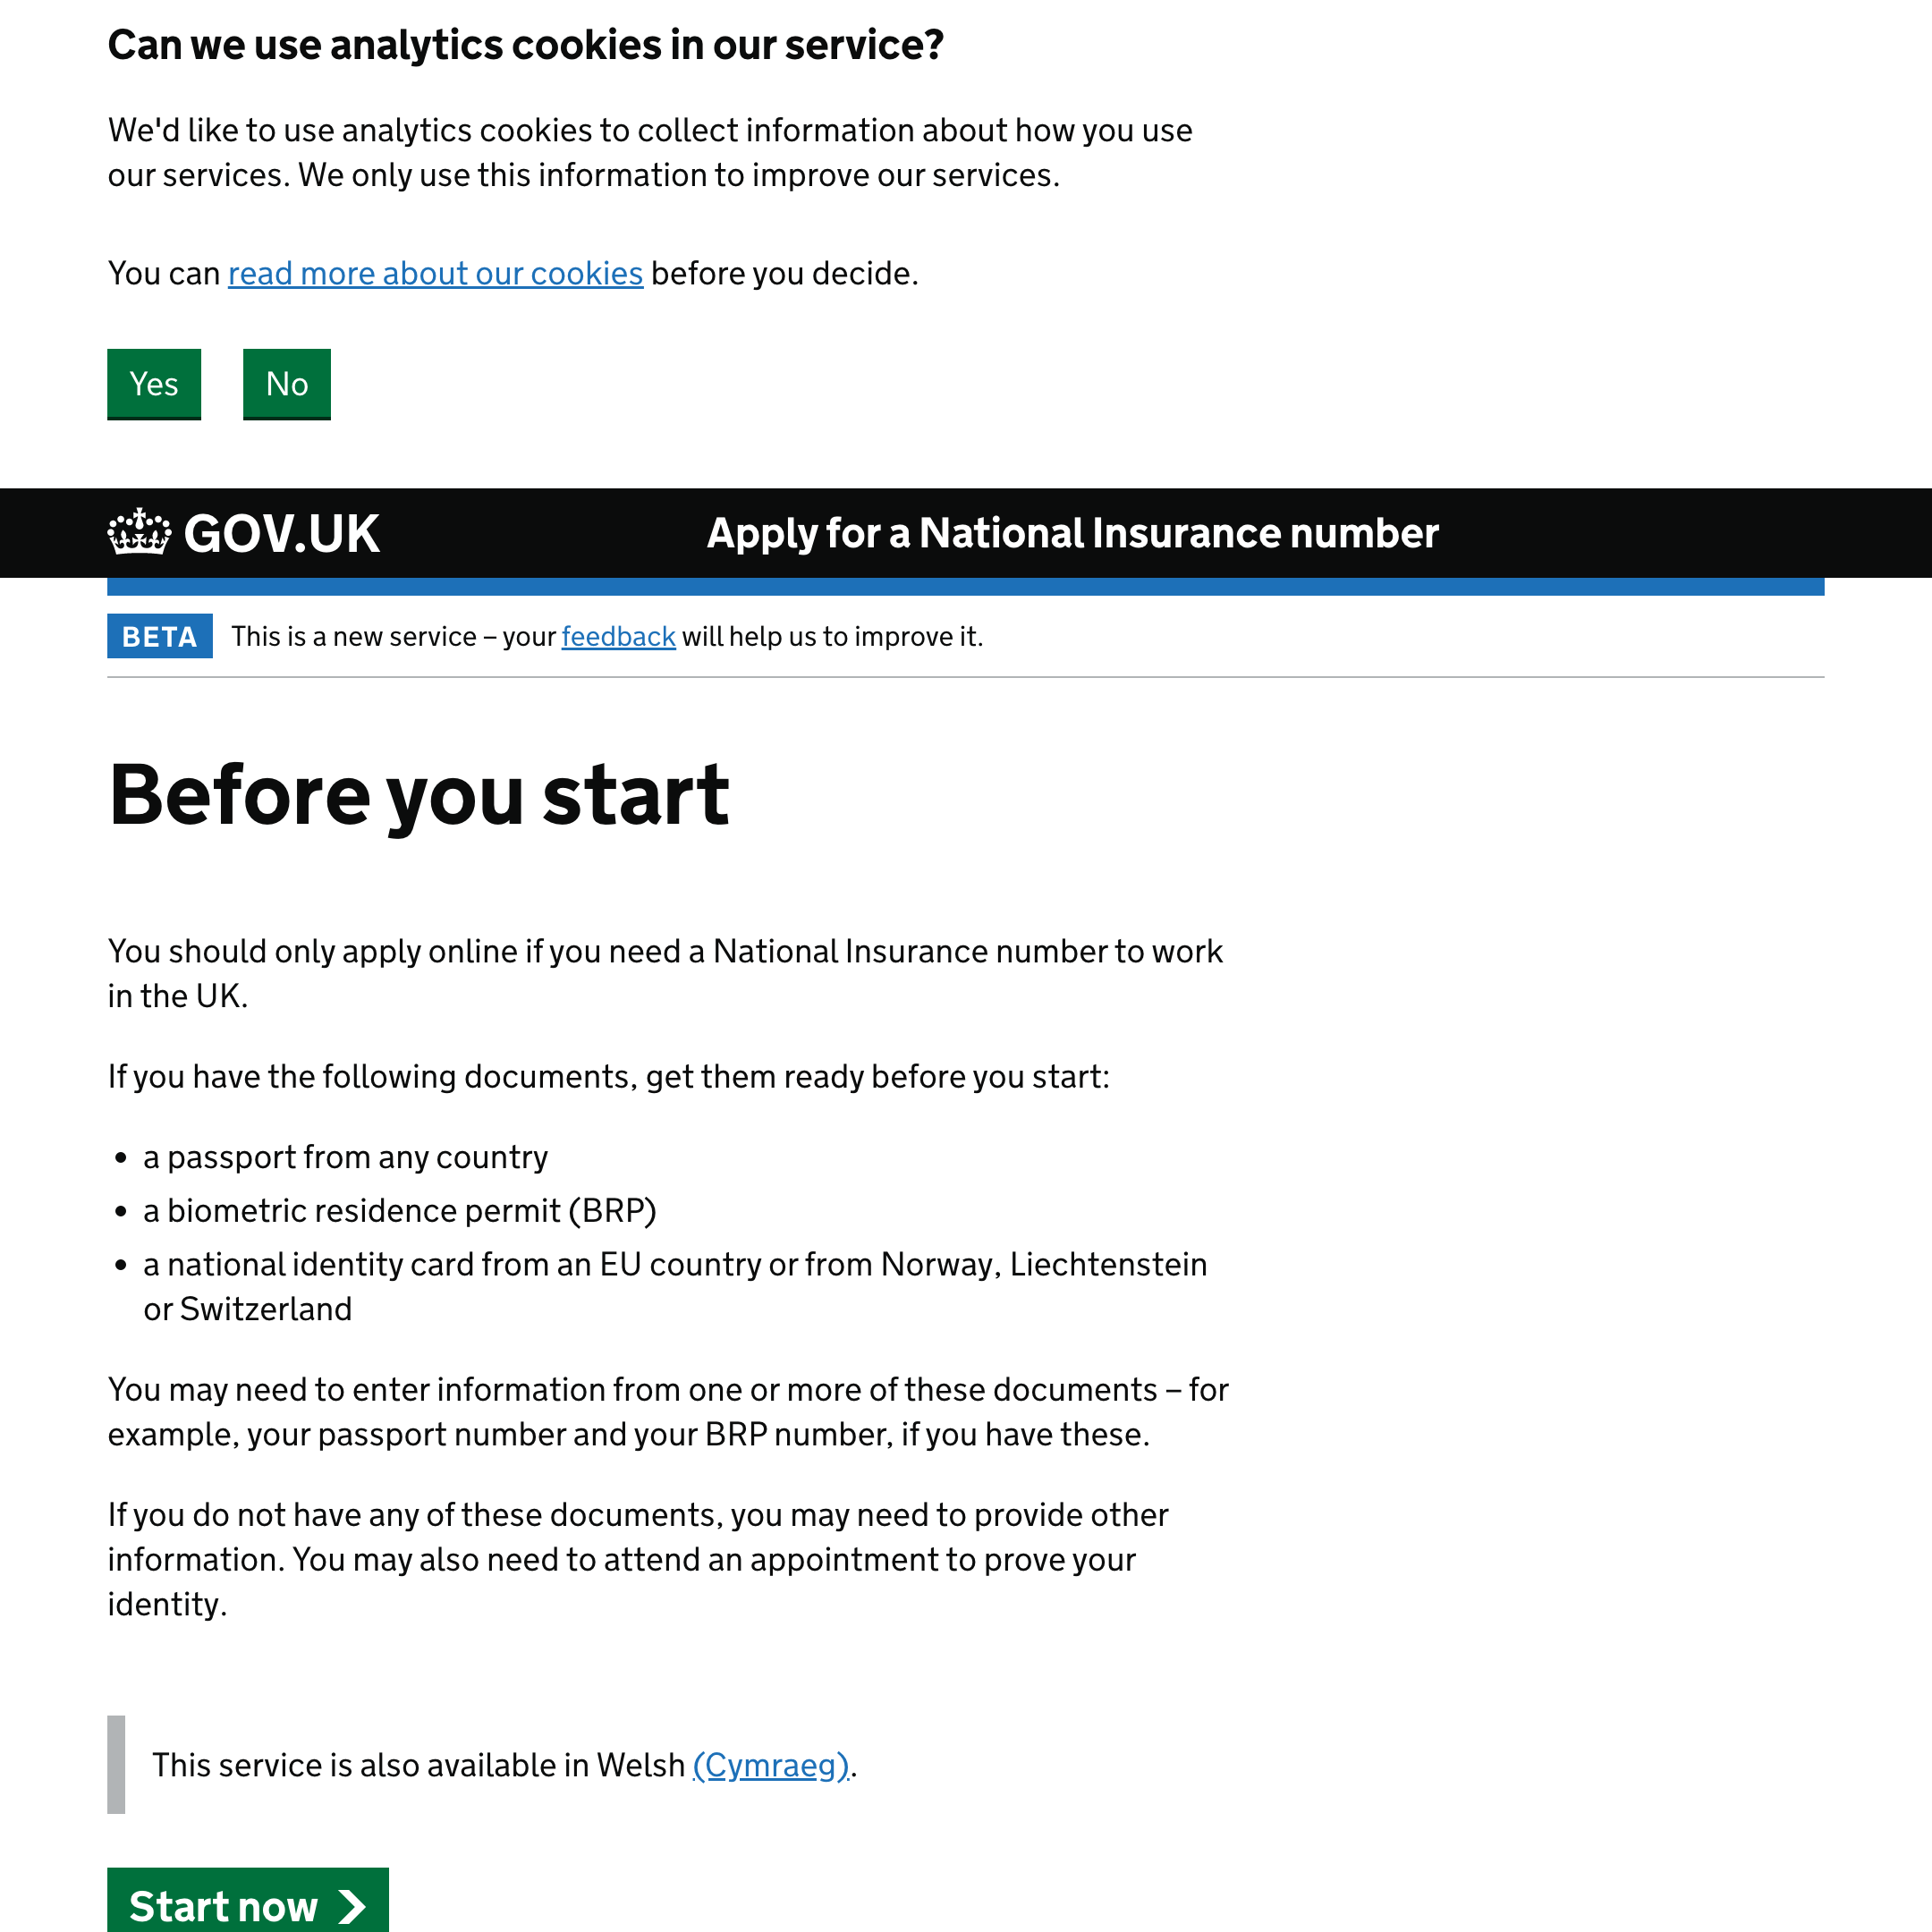 Can we use analytics cookies in our service?
We'd like to use analytics cookies to collect information about how you use
our services. We only use this information to improve our services.
You can read more about our cookies before you decide.
Yes No
GOV.UK Apply for a National Insurance number
BETA This is a new service – your feedback will help us to improve it.
Before you start
You should only apply online if you need a National Insurance number to work
in the UK.
If you have the following documents, get them ready before you start:
• a passport from any country
• a biometric residence permit (BRP)
• a national identity card from an EU country or from Norway, Liechtenstein
or Switzerland
You may need to enter information from one or more of these documents – for
example, your passport number and your BRP number, if you have these.
If you do not have any of these documents, you may need to provide other
information. You may also need to attend an appointment to prove your
identity.
This service is also available in Welsh (Cymraeg).
Start now